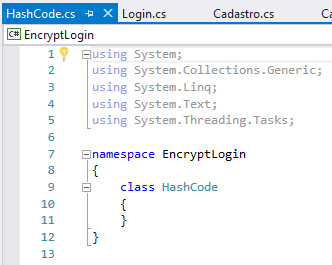 HashCode.cs Login.cs Cadastro.cs Ca
C# EncryptLogin
1 using System;
2 using System.Collections.Generic;
3 using System.Linq;
4 using System.Text;
5 using System.Threading.Tasks;
6
7 namespace EncryptLogin
8 {
9 class HashCode
10 {
11 }
12 }
13